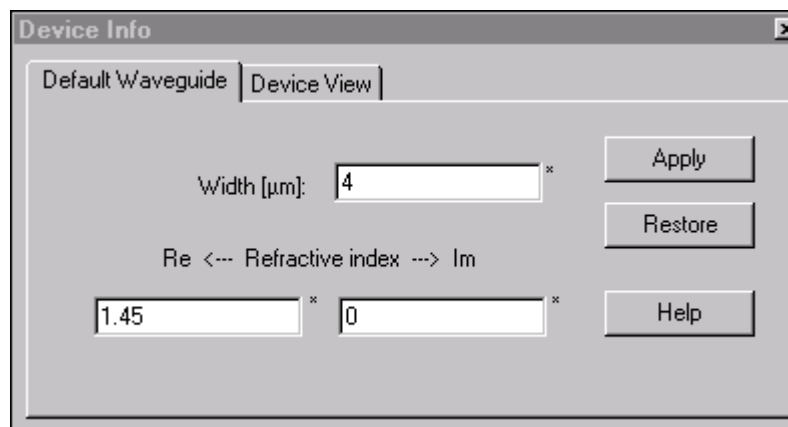 Device Info
Default Waveguide Device View
Width [µm]: 4 * Apply
Restore
Re <--- Refractive index ---> Im
1.45 * 0 * Help